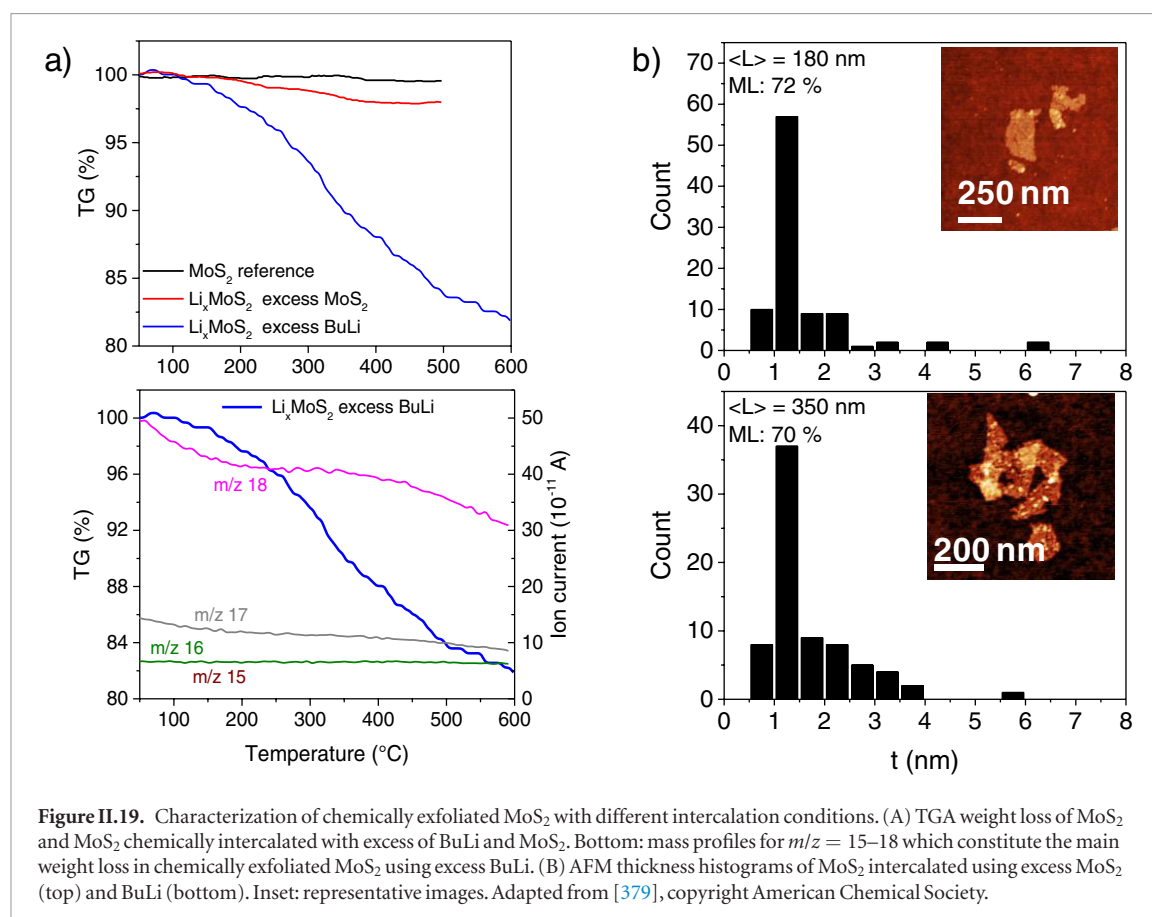 a)
100
95
90
85
80
TG (%)
MoS₂ reference
LiₓMoS₂ excess MoS₂
LiₓMoS₂ excess BuLi
100 200 300 400 500 600
100
96
92
88
84
80
TG (%)
LiₓMoS₂ excess BuLi
m/z 18
m/z 17
m/z 16
m/z 15
50
40
30
20
10
0
Ion current (10⁻¹¹ A)
100 200 300 400 500 600
Temperature (°C)
b)
70
60
50
40
30
20
10
0
Count
<L> = 180 nm
ML: 72 %
250 nm
0 1 2 3 4 5 6 7 8
40
30
20
10
0
Count
<L> = 350 nm
ML: 70 %
200 nm
0 1 2 3 4 5 6 7 8
t (nm)
Figure II.19. Characterization of chemically exfoliated MoS₂ with different intercalation conditions. (A) TGA weight loss of MoS₂
and MoS₂ chemically intercalated with excess of BuLi and MoS₂. Bottom: mass profiles for m/z = 15–18 which constitute the main
weight loss in chemically exfoliated MoS₂ using excess BuLi. (B) AFM thickness histograms of MoS₂ intercalated using excess MoS₂
(top) and BuLi (bottom). Inset: representative images. Adapted from [379], copyright American Chemical Society.